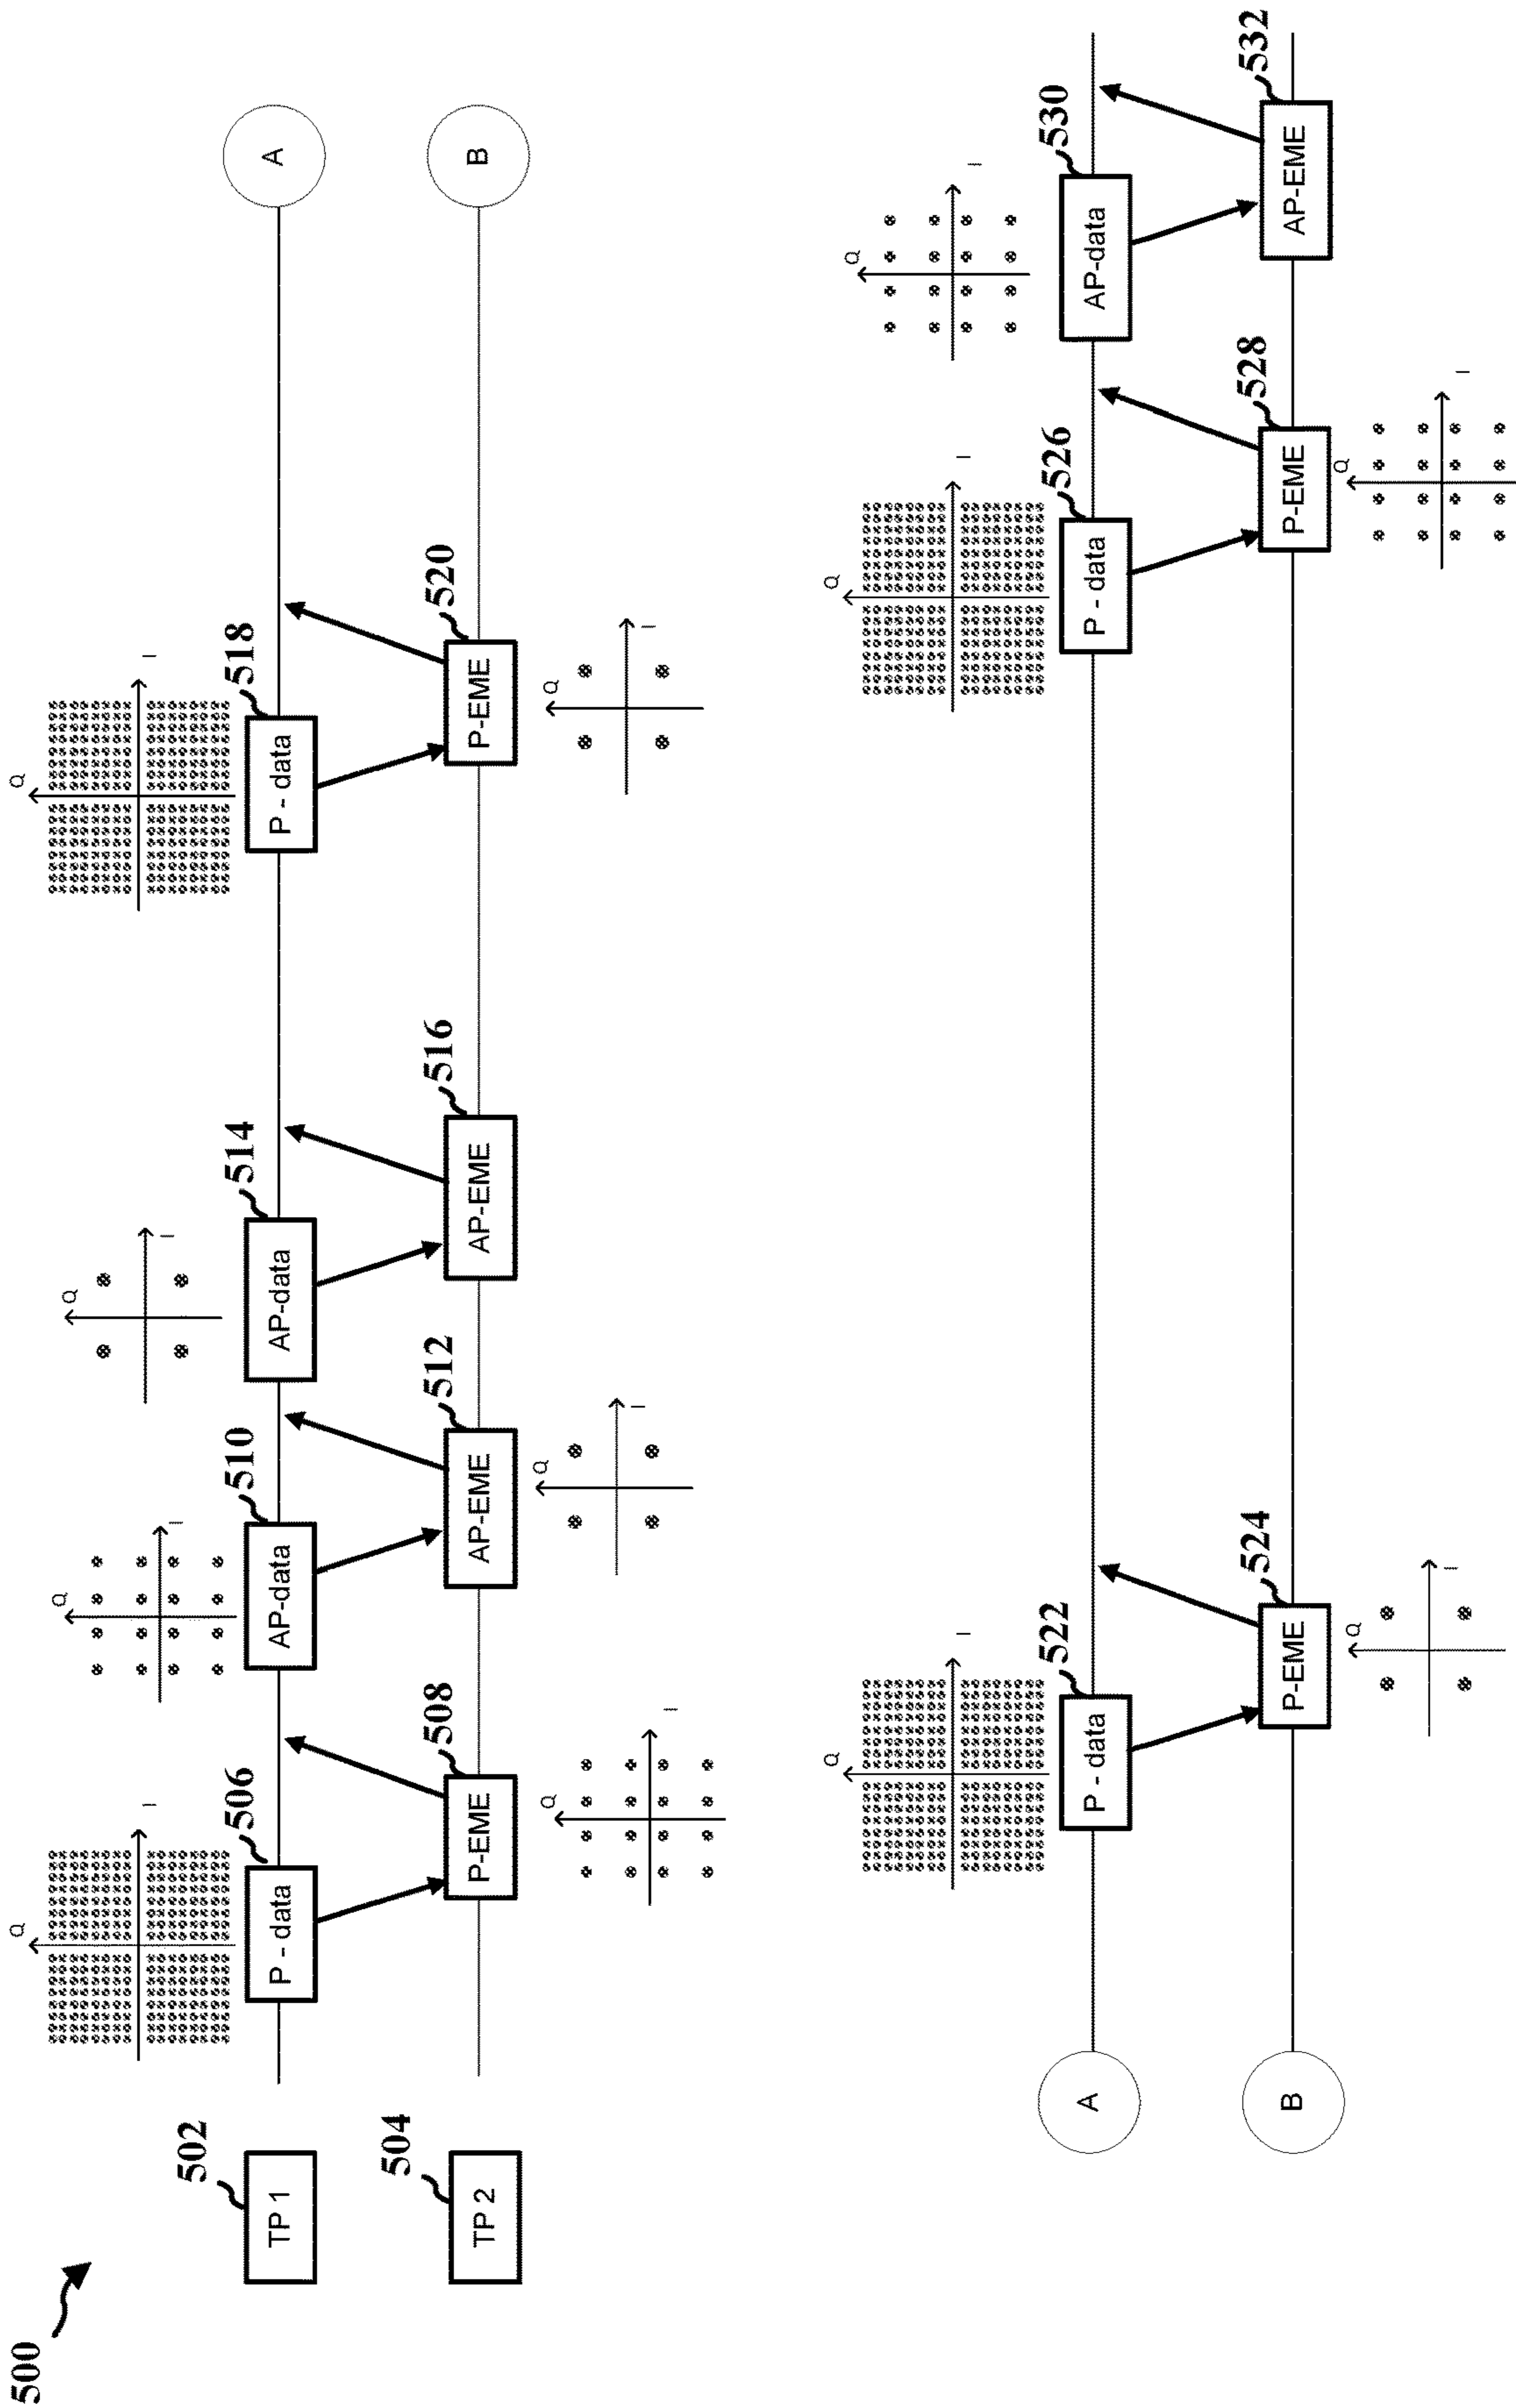 500
502
TP 1
504
TP 2
Q
I
506
P - data
508
P-EME
Q
I
Q
I
510
AP-data
512
AP-EME
Q
I
Q
I
514
AP-data
516
AP-EME
Q
I
518
P - data
520
P-EME
Q
I
A
B
A
B
Q
I
522
P - data
524
P-EME
Q
I
Q
I
526
P - data
528
P-EME
Q
I
Q
I
530
AP-data
532
AP-EME